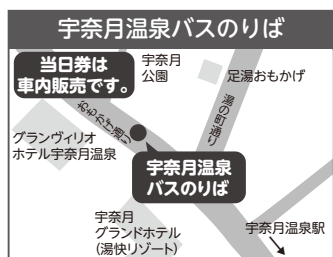 宇奈月温泉バスのりば
当日券は
車内販売です。
宇奈月
公園
足湯おもかげ
湯の町通り
おもかげ通り
グランヴィリオ
ホテル宇奈月温泉
宇奈月温泉
バスのりば
宇奈月
グランドホテル
(湯快リゾート)
宇奈月温泉駅